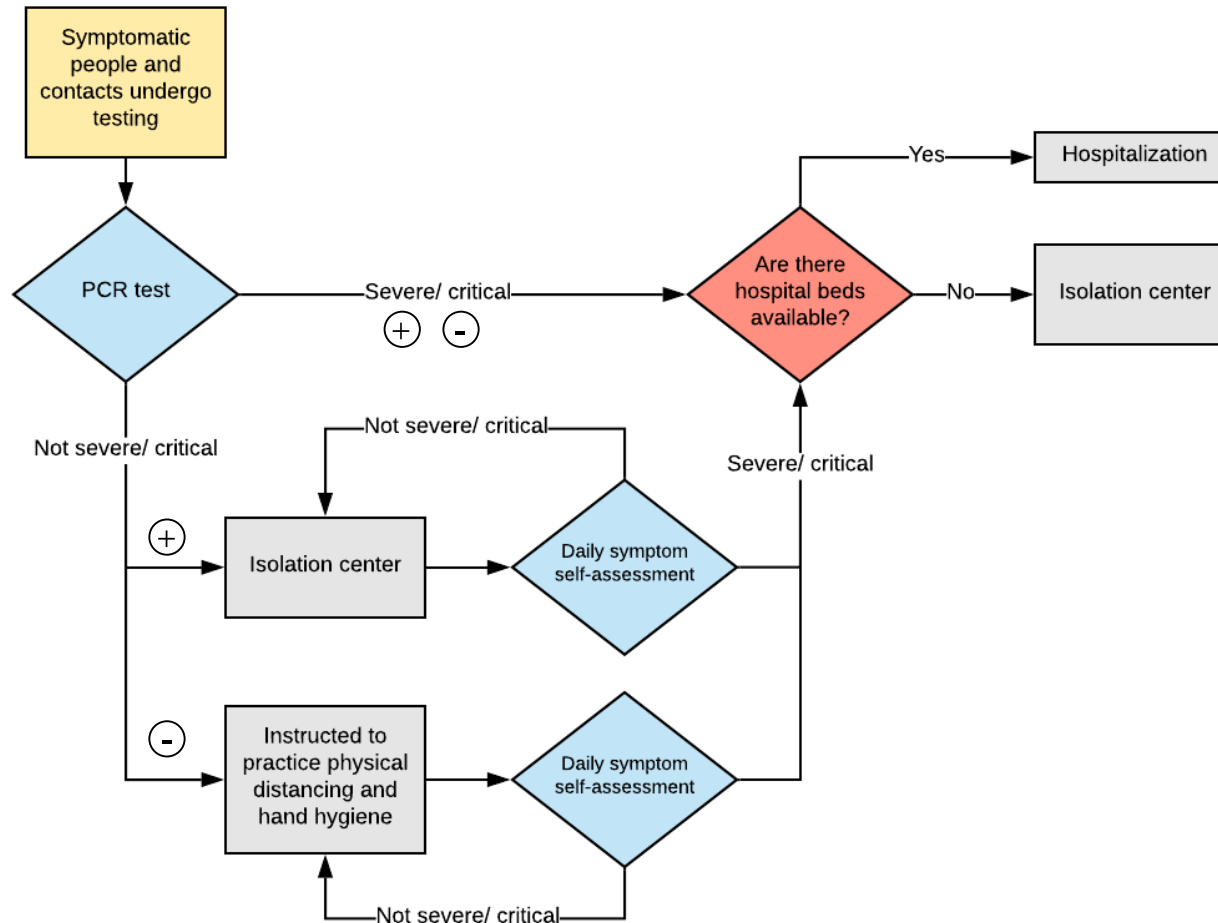 Symptomatic
people and
contacts undergo
testing
Yes
Hospitalization
PCR test
Severe/ critical
+ -
Are there
hospital beds
available?
No
Isolation center
Not severe/ critical
Not severe/ critical
Severe/ critical
+
Isolation center
Daily symptom
self-assessment
-
Instructed to
practice physical
distancing and
hand hygiene
Daily symptom
self-assessment
Not severe/ critical